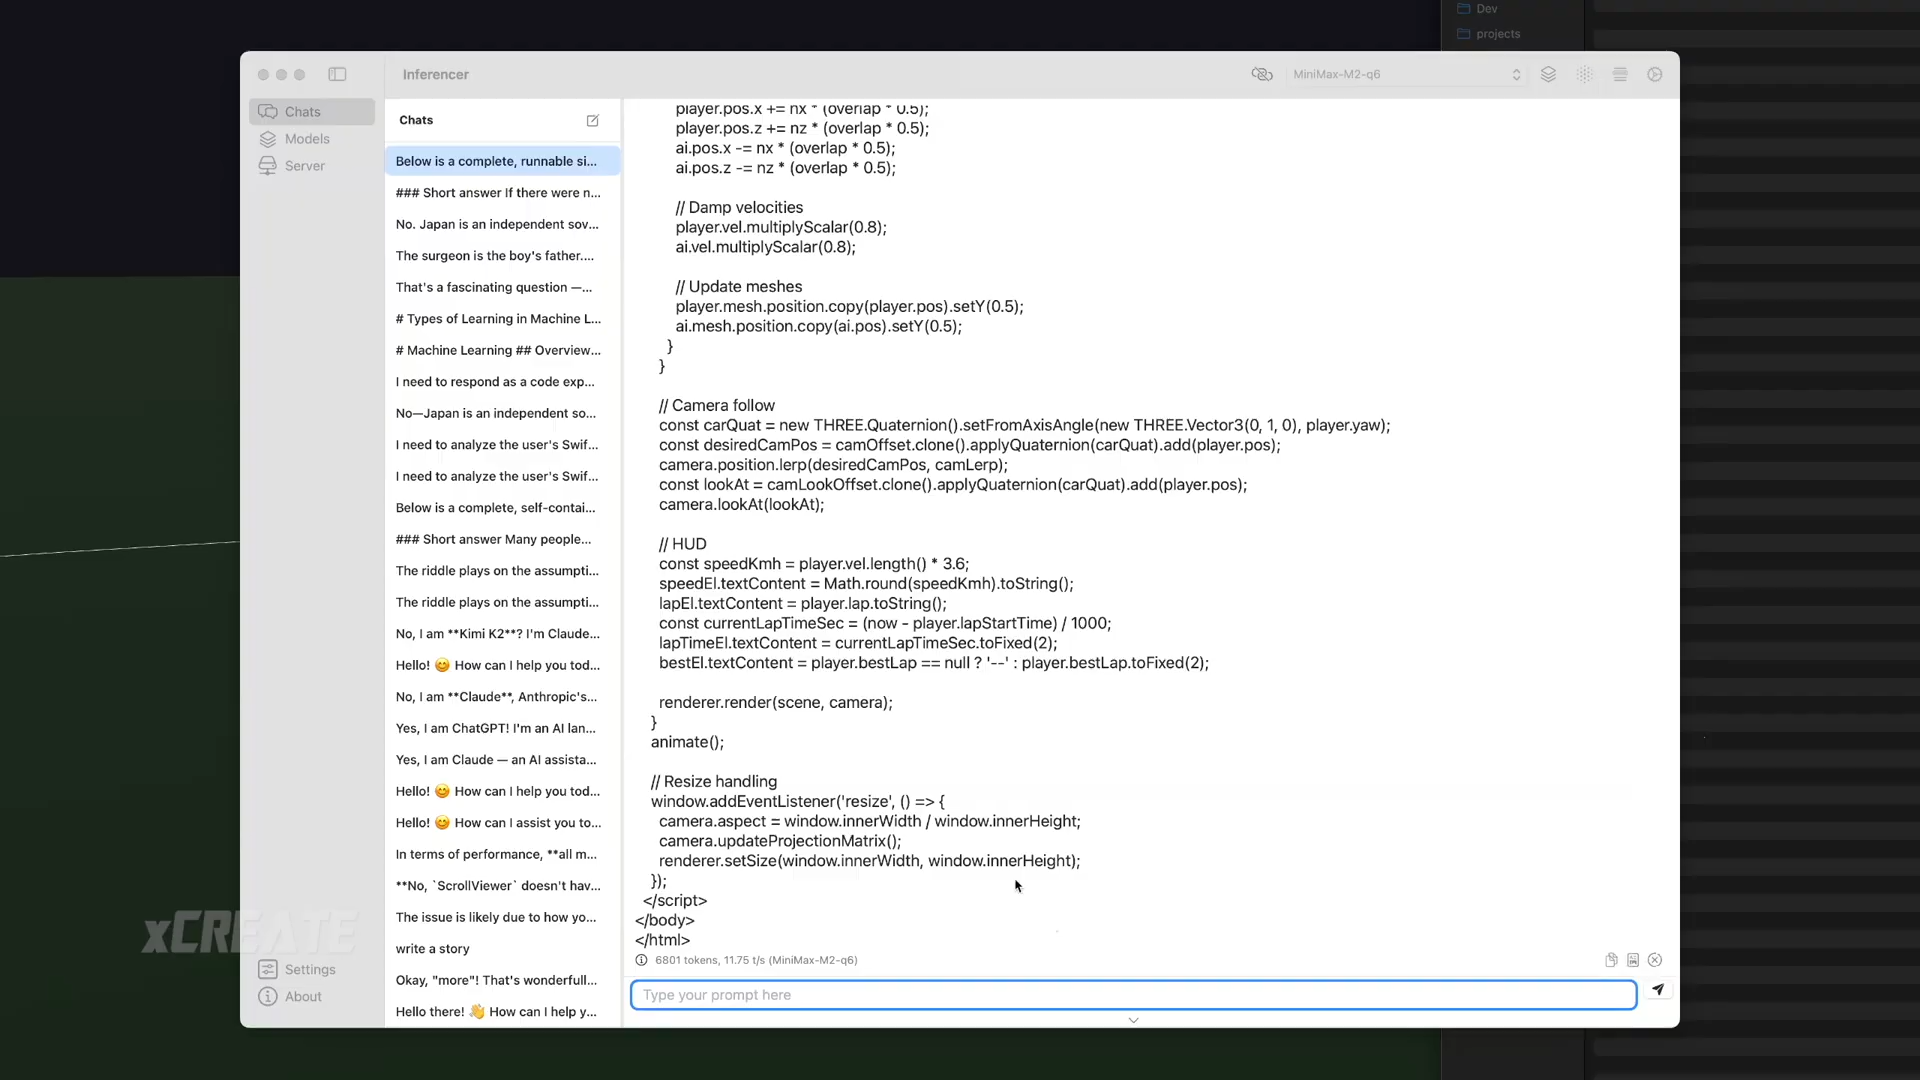 Dev
projects
Inferencer
MiniMax-M2-q6
Chats
Models
Server
Settings
About
Chats
Below is a complete, runnable si...
### Short answer If there were n...
No. Japan is an independent sov...
The surgeon is the boy's father....
That's a fascinating question —...
# Types of Learning in Machine L...
# Machine Learning ## Overview...
I need to respond as a code exp...
No—Japan is an independent so...
I need to analyze the user's Swif...
I need to analyze the user's Swif...
Below is a complete, self-contai...
### Short answer Many people...
The riddle plays on the assumpti...
The riddle plays on the assumpti...
No, I am **Kimi K2**? I'm Claude...
Hello! 😊 How can I help you tod...
No, I am **Claude**, Anthropic's...
Yes, I am ChatGPT! I'm an AI lan...
Yes, I am Claude — an AI assista...
Hello! 😊 How can I help you tod...
Hello! 😊 How can I assist you to...
In terms of performance, **all m...
**No, `ScrollViewer` doesn't hav...
The issue is likely due to how yo...
write a story
Okay, "more"! That's wonderfull...
Hello there! 👋 How can I help y...
player.pos.x += nx * (overlap * 0.5);
player.pos.z += nz * (overlap * 0.5);
ai.pos.x -= nx * (overlap * 0.5);
ai.pos.z -= nz * (overlap * 0.5);
// Damp velocities
player.vel.multiplyScalar(0.8);
ai.vel.multiplyScalar(0.8);
// Update meshes
player.mesh.position.copy(player.pos).setY(0.5);
ai.mesh.position.copy(ai.pos).setY(0.5);
}
}
// Camera follow
const carQuat = new THREE.Quaternion().setFromAxisAngle(new THREE.Vector3(0, 1, 0), player.yaw);
const desiredCamPos = camOffset.clone().applyQuaternion(carQuat).add(player.pos);
camera.position.lerp(desiredCamPos, camLerp);
const lookAt = camLookOffset.clone().applyQuaternion(carQuat).add(player.pos);
camera.lookAt(lookAt);
// HUD
const speedKmh = player.vel.length() * 3.6;
speedEl.textContent = Math.round(speedKmh).toString();
lapEl.textContent = player.lap.toString();
const currentLapTimeSec = (now - player.lapStartTime) / 1000;
lapTimeEl.textContent = currentLapTimeSec.toFixed(2);
bestEl.textContent = player.bestLap == null ? '--' : player.bestLap.toFixed(2);
renderer.render(scene, camera);
}
animate();
// Resize handling
window.addEventListener('resize', () => {
camera.aspect = window.innerWidth / window.innerHeight;
camera.updateProjectionMatrix();
renderer.setSize(window.innerWidth, window.innerHeight);
});
</script>
</body>
</html>
6801 tokens, 11.75 t/s (MiniMax-M2-q6)
Type your prompt here
xCREATE